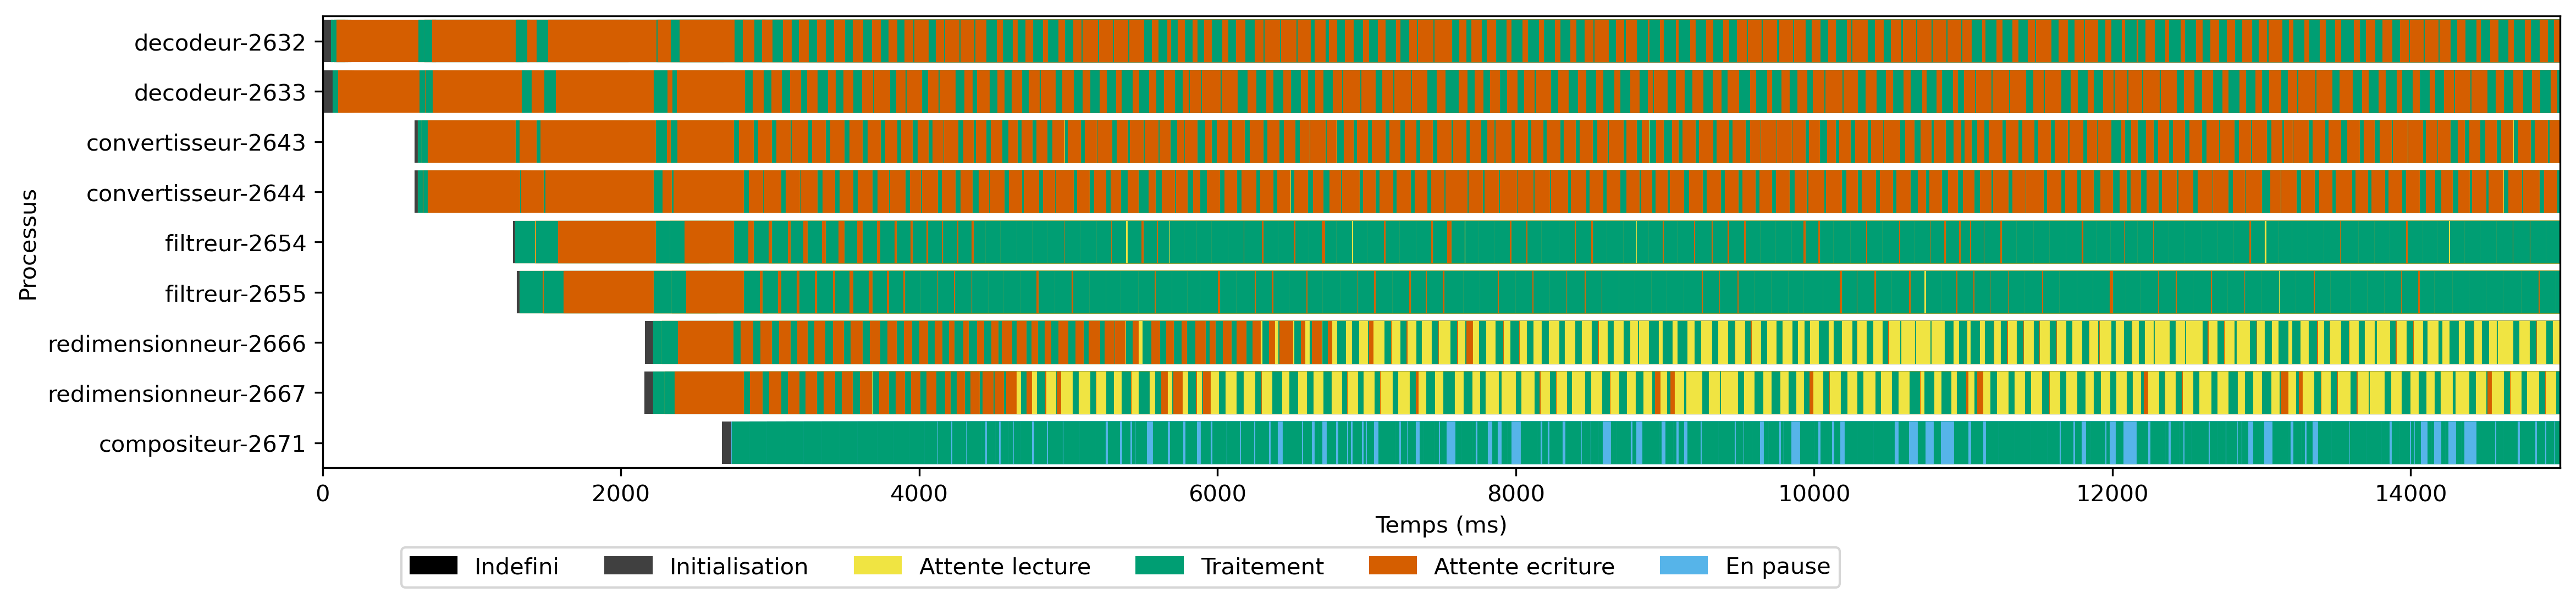 Processus
decodeur-2632
decodeur-2633
convertisseur-2643
convertisseur-2644
filtreur-2654
filtreur-2655
redimensionneur-2666
redimensionneur-2667
compositeur-2671
0 2000 4000 6000 8000 10000 12000 14000
Temps (ms)
Indefini Initialisation Attente lecture Traitement Attente ecriture En pause